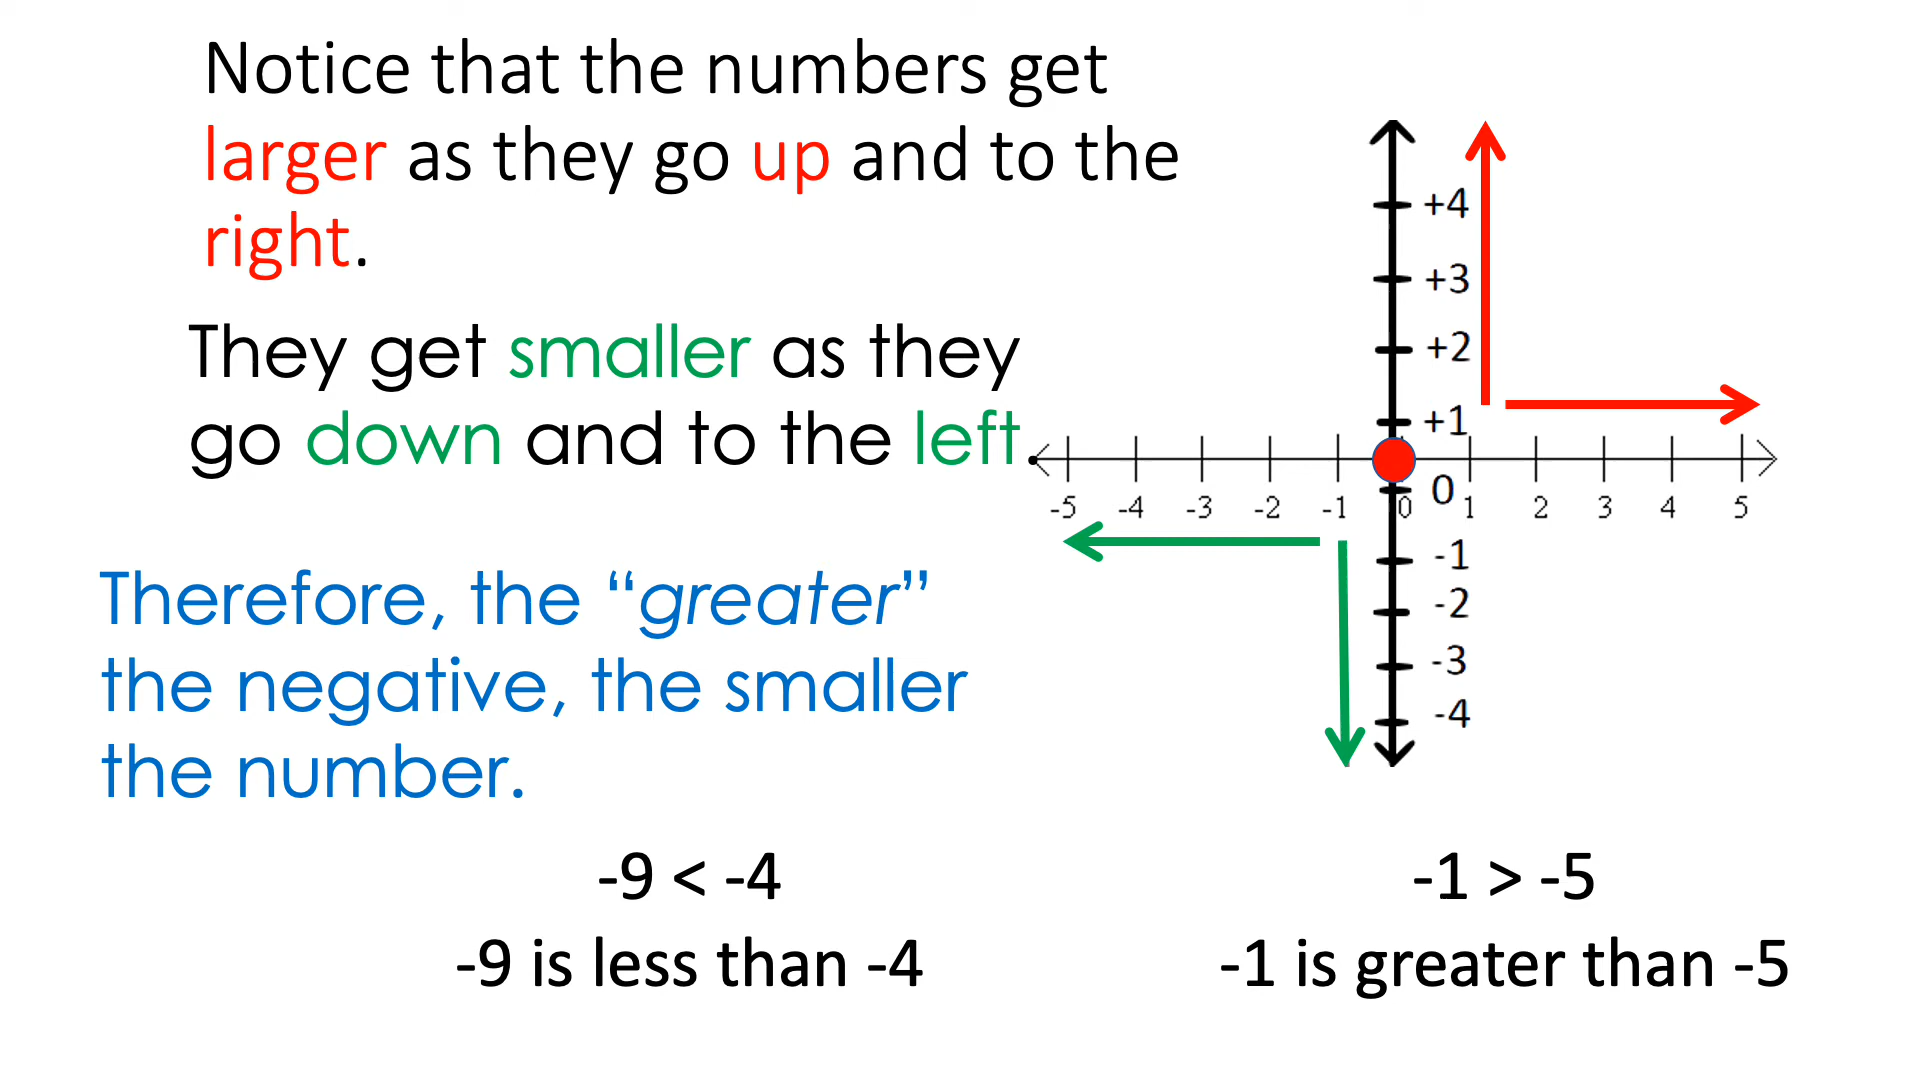 Notice that the numbers get
larger as they go up and to the
right.
They get smaller as they
go down and to the left.
Therefore, the “greater”
the negative, the smaller
the number.
+4
+3
+2
+1
0
-5 -4 -3 -2 -1 0 1 2 3 4 5
-1
-2
-3
-4
-9 < -4
-9 is less than -4
-1 > -5
-1 is greater than -5